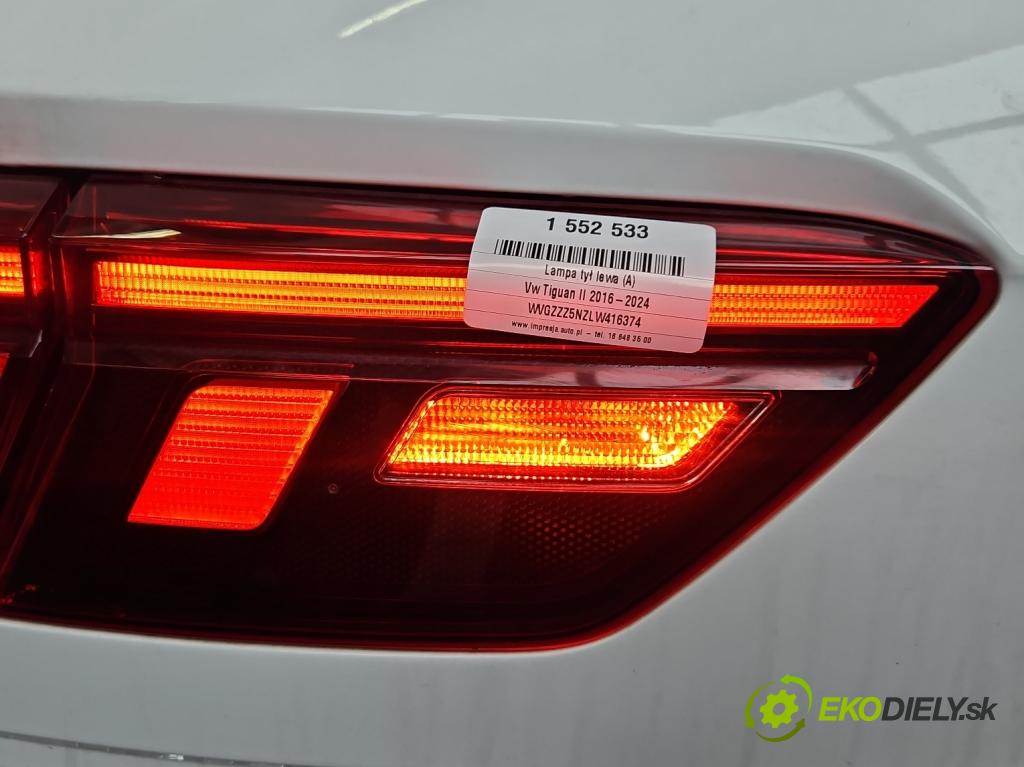 1 552 533
Lampa tył lewa (A)
Vw Tiguan II 2016-2024
WVGZZZ5NZLW416374
www.impresja.auto.pl - tel. 16 648 35 00
EKODIELY.sk